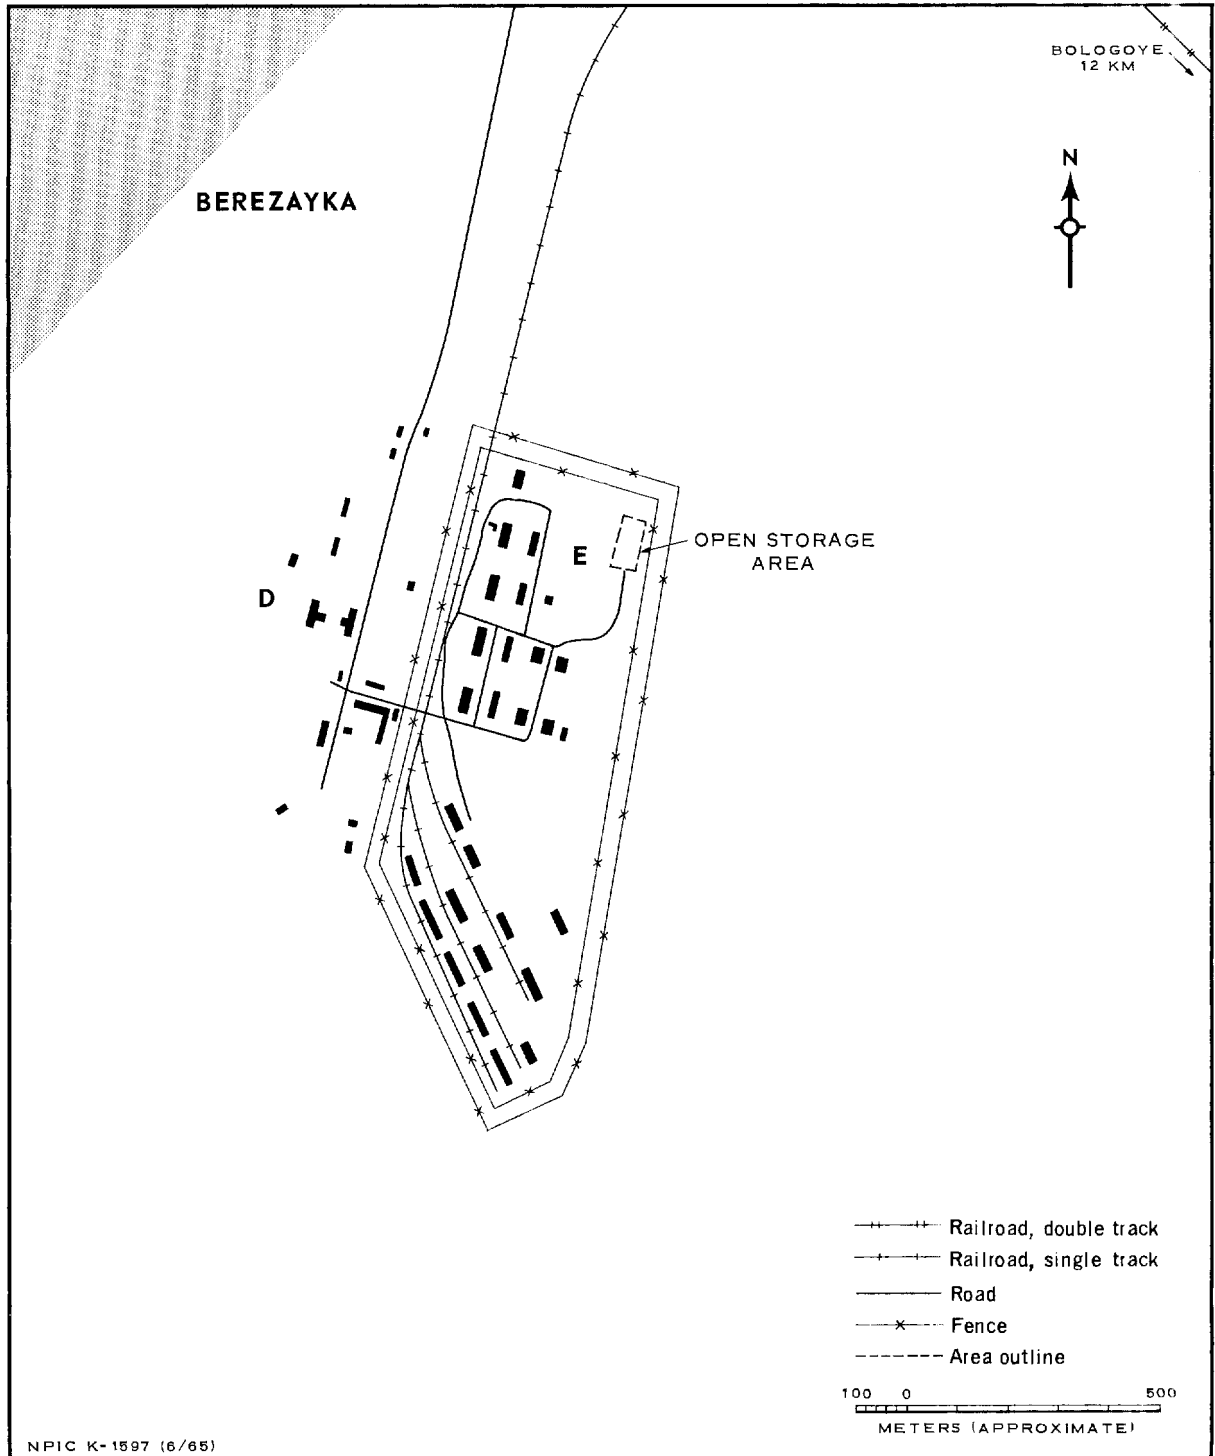 BOLOGOYE
12 KM
N
BEREZAYKA
E
OPEN STORAGE
AREA
D
Railroad, double track
Railroad, single track
Road
Fence
Area outline
100 0 500
METERS (APPROXIMATE)
NPIC K-1597 (6/65)